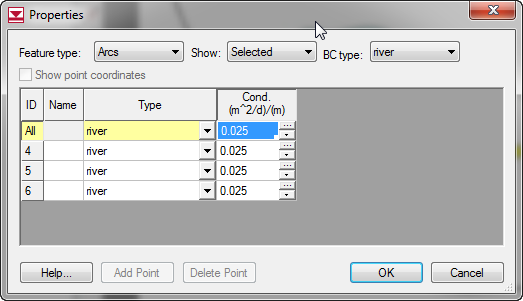 Properties
Feature type: Arcs Show: Selected BC type: river
Show point coordinates
ID Name Type Cond. (m^2/d)/(m)
All river 0.025
4 river 0.025
5 river 0.025
6 river 0.025
Help... Add Point Delete Point OK Cancel